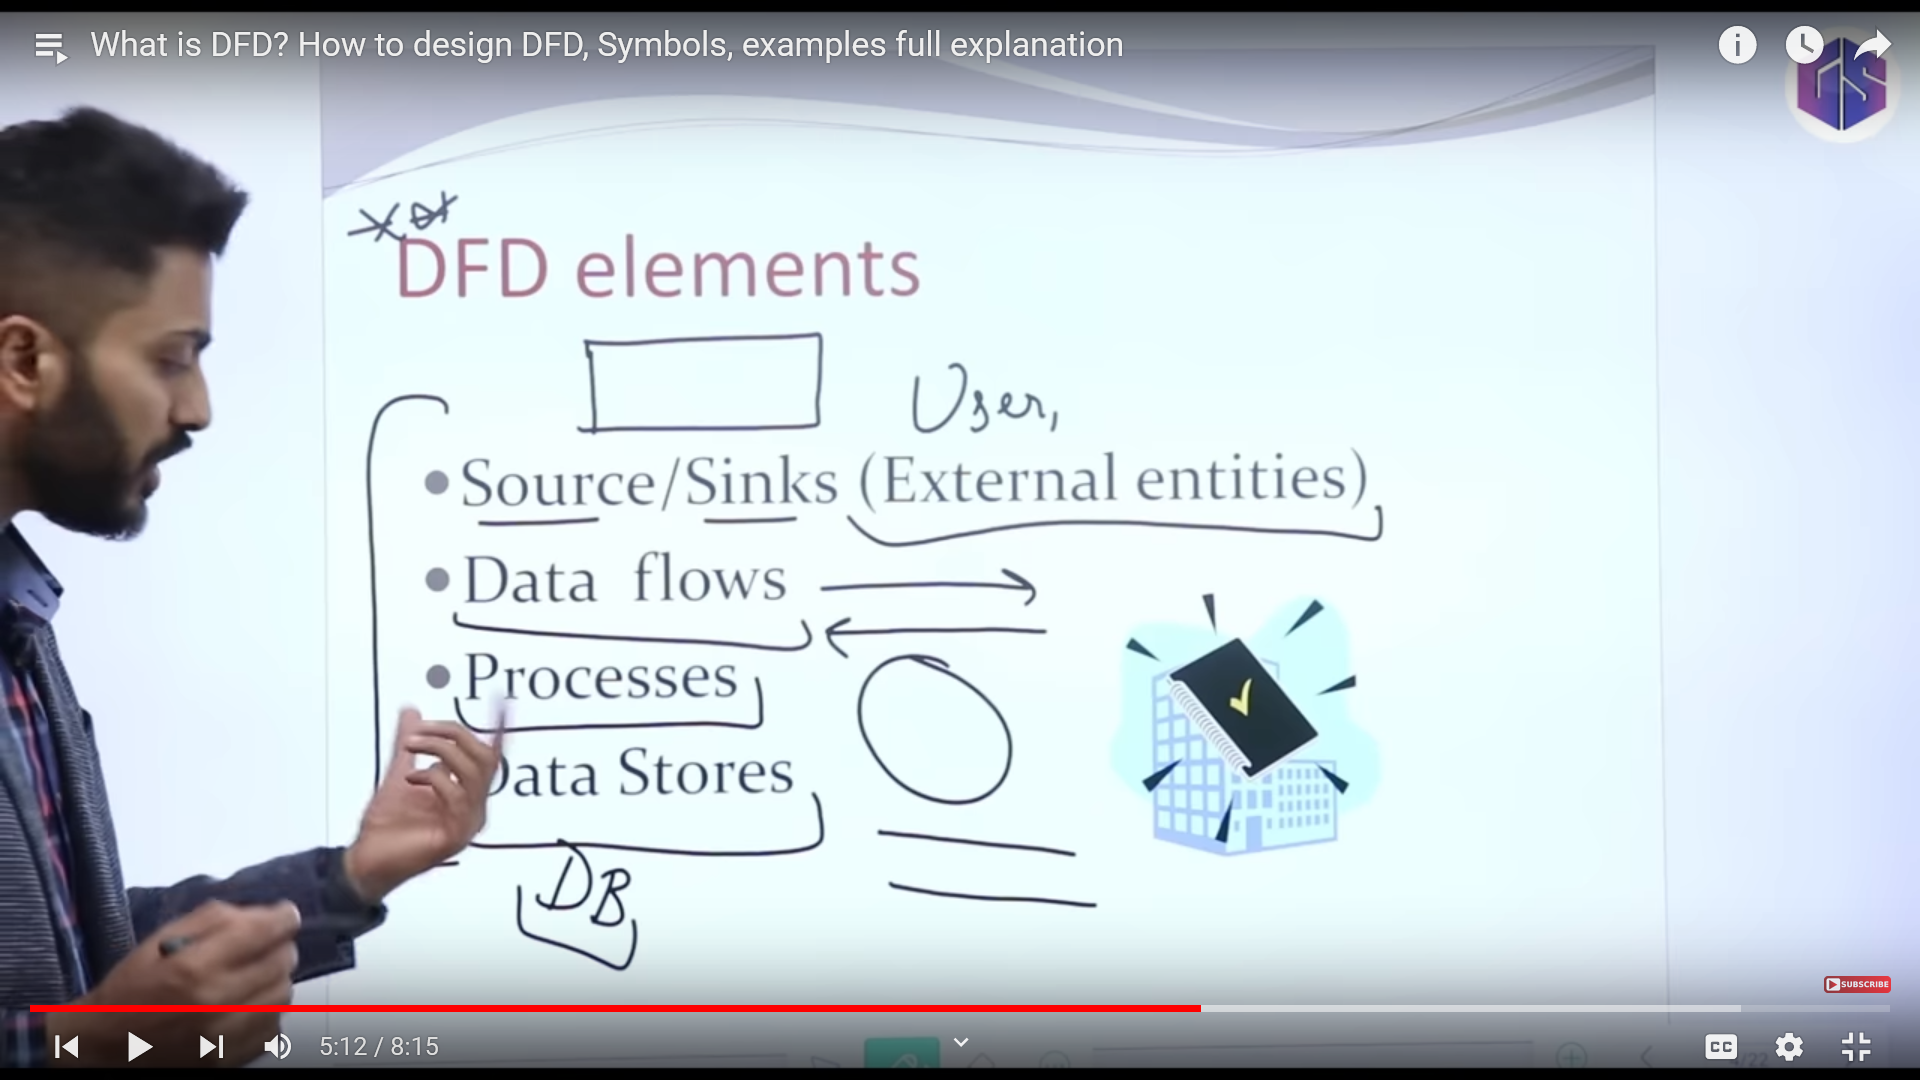 What is DFD? How to design DFD, Symbols, examples full explanation
DFD elements
User,
Source/Sinks (External entities)
Data flows
Processes
Data Stores
DB
SUBSCRIBE
5:12 / 8:15
CC